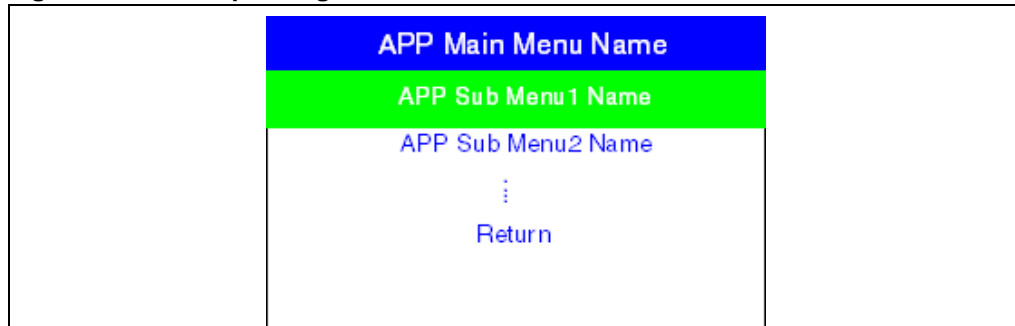 APP Main Menu Name
APP Sub Menu1 Name
APP Sub Menu2 Name
⋮
Return